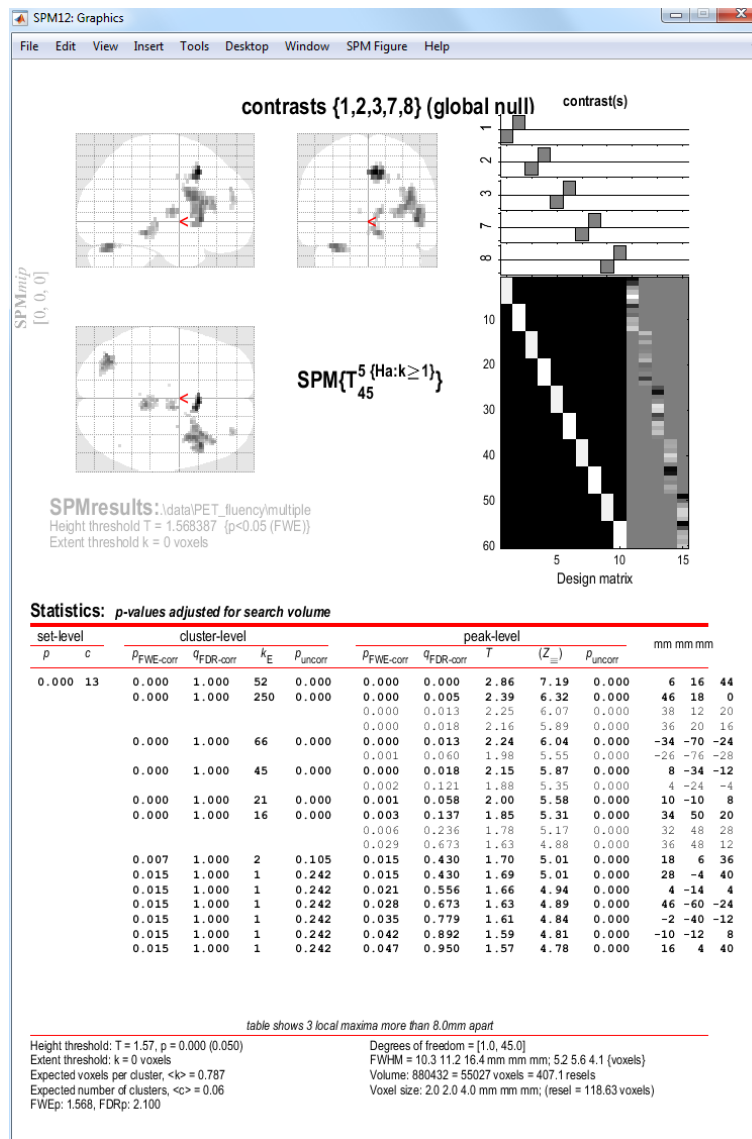 SPM12: Graphics
File Edit View Insert Tools Desktop Window SPM Figure Help
contrasts {1,2,3,7,8} (global null)
contrast(s)
1
2
3
7
8
SPMmip
[0, 0, 0]
<
<
<
SPM{T45 5 {Ha:k≥1}}
10
20
30
40
50
60
5 10 15
Design matrix
SPMresults: .\data\PET_fluency\multiple
Height threshold T = 1.568387 {p<0.05 (FWE)}
Extent threshold k = 0 voxels
Statistics: p-values adjusted for search volume
set-level cluster-level peak-level mm mm mm
p c pFWE-corr qFDR-corr kE puncorr pFWE-corr qFDR-corr T (Z≡) puncorr
0.000 13 0.000 1.000 52 0.000 0.000 0.000 2.86 7.19 0.000 6 16 44
0.000 1.000 250 0.000 0.000 0.005 2.39 6.32 0.000 46 18 0
0.000 0.013 2.25 6.07 0.000 38 12 20
0.000 0.018 2.16 5.89 0.000 36 20 16
0.000 1.000 66 0.000 0.000 0.013 2.24 6.04 0.000 -34 -70 -24
0.001 0.060 1.98 5.55 0.000 -26 -76 -28
0.000 1.000 45 0.000 0.000 0.018 2.15 5.87 0.000 8 -34 -12
0.002 0.121 1.88 5.35 0.000 4 -24 -4
0.000 1.000 21 0.000 0.001 0.058 2.00 5.58 0.000 10 -10 8
0.000 1.000 16 0.000 0.003 0.137 1.85 5.31 0.000 34 50 20
0.006 0.236 1.78 5.17 0.000 32 48 28
0.029 0.673 1.63 4.88 0.000 36 48 12
0.007 1.000 2 0.105 0.015 0.430 1.70 5.01 0.000 18 6 36
0.015 1.000 1 0.242 0.015 0.430 1.69 5.01 0.000 28 -4 40
0.015 1.000 1 0.242 0.021 0.556 1.66 4.94 0.000 4 -14 4
0.015 1.000 1 0.242 0.028 0.673 1.63 4.89 0.000 46 -60 -24
0.015 1.000 1 0.242 0.035 0.779 1.61 4.84 0.000 -2 -40 -12
0.015 1.000 1 0.242 0.042 0.892 1.59 4.81 0.000 -10 -12 8
0.015 1.000 1 0.242 0.047 0.950 1.57 4.78 0.000 16 4 40
table shows 3 local maxima more than 8.0mm apart
Height threshold: T = 1.57, p = 0.000 (0.050)
Extent threshold: k = 0 voxels
Expected voxels per cluster, <k> = 0.787
Expected number of clusters, <c> = 0.06
FWEp: 1.568, FDRp: 2.100
Degrees of freedom = [1.0, 45.0]
FWHM = 10.3 11.2 16.4 mm mm mm; 5.2 5.6 4.1 {voxels}
Volume: 880432 = 55027 voxels = 407.1 resels
Voxel size: 2.0 2.0 4.0 mm mm mm; (resel = 118.63 voxels)